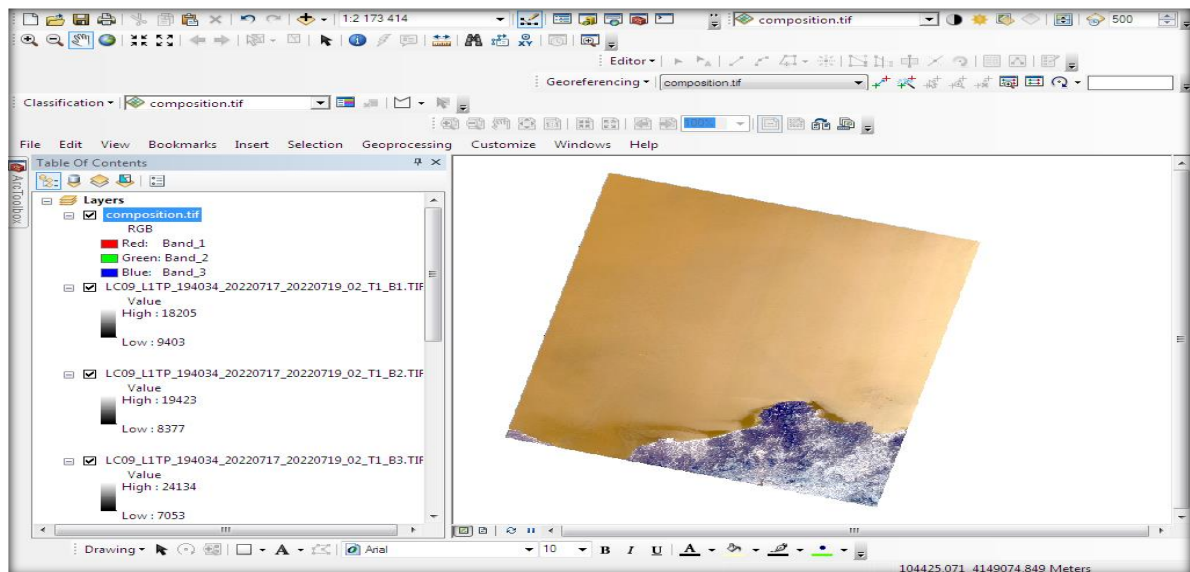 1:2 173 414
composition.tif
500
Editor
Georeferencing composition.tif
Classification composition.tif
100%
File Edit View Bookmarks Insert Selection Geoprocessing Customize Windows Help
ArcToolbox
Table Of Contents
Layers
composition.tif
RGB
Red: Band_1
Green: Band_2
Blue: Band_3
LC09_L1TP_194034_20220717_20220719_02_T1_B1.TIF
Value
High : 18205
Low : 9403
LC09_L1TP_194034_20220717_20220719_02_T1_B2.TIF
Value
High : 19423
Low : 8377
LC09_L1TP_194034_20220717_20220719_02_T1_B3.TIF
Value
High : 24134
Low : 7053
Drawing A Arial 10 B I U A
104425,071 4149074,849 Meters